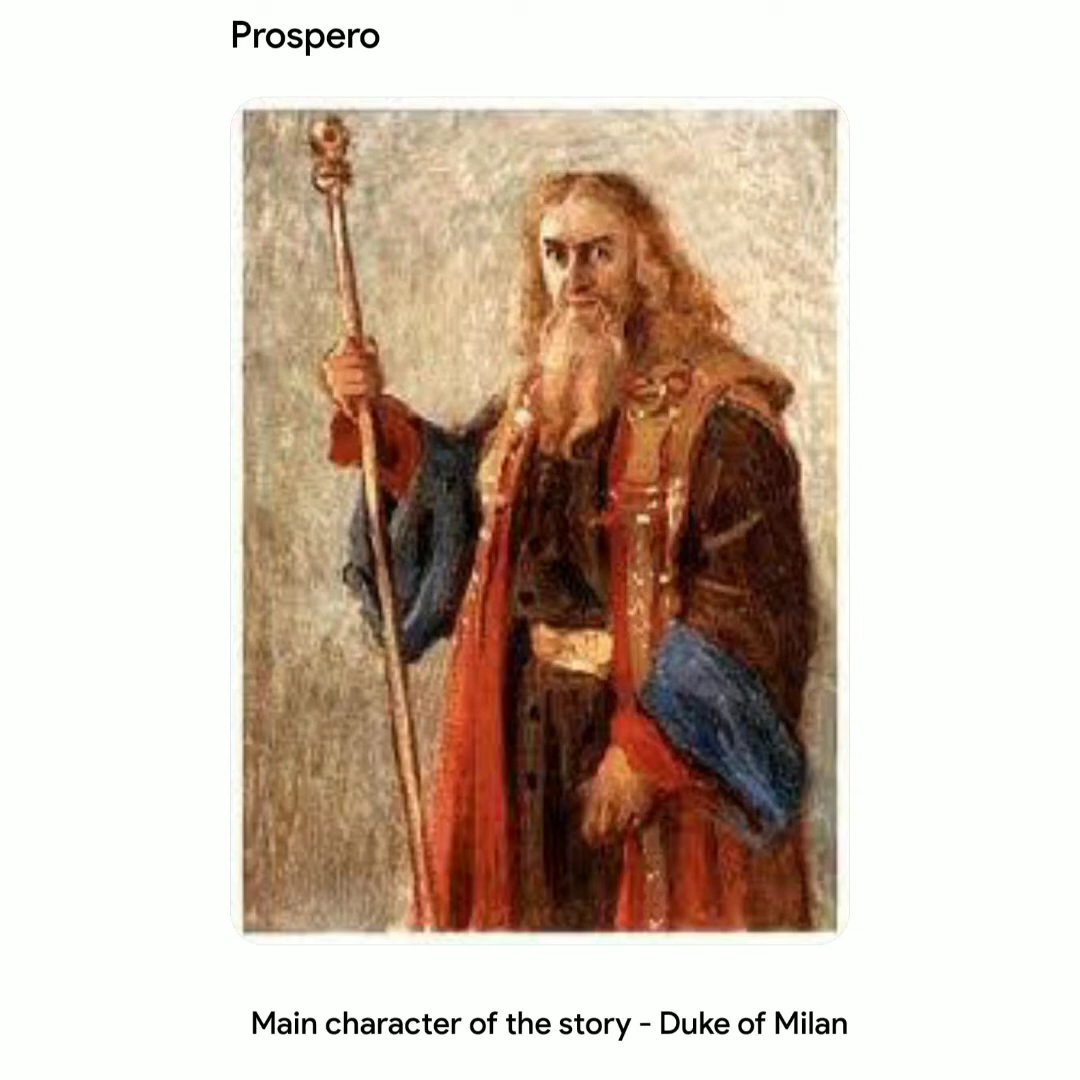 Prospero
Main character of the story - Duke of Milan